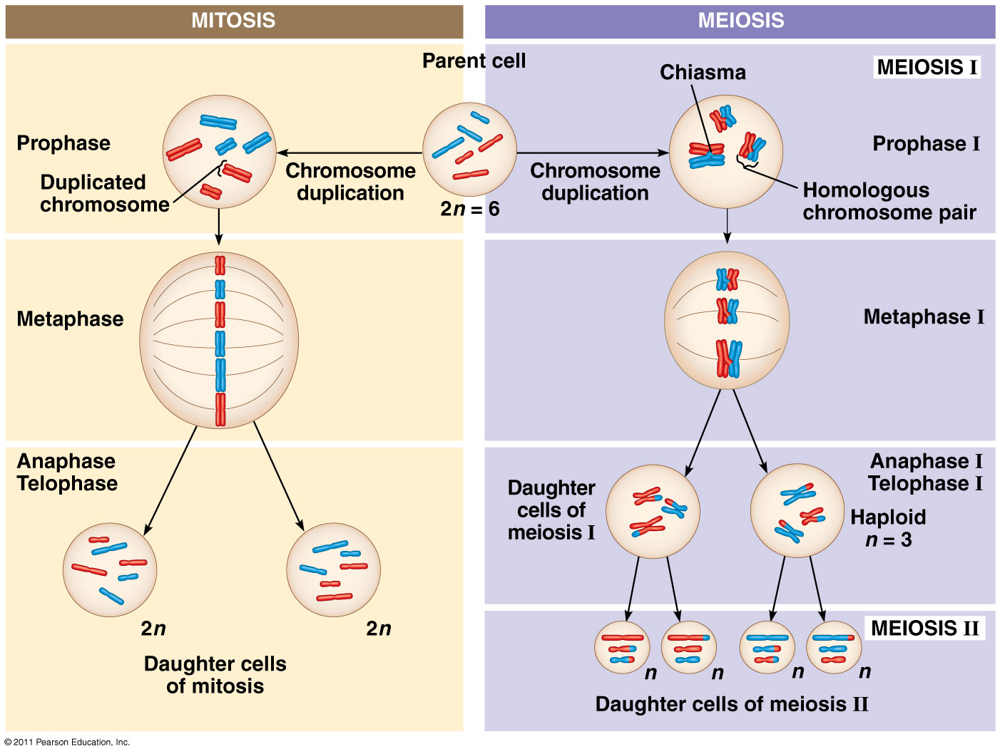 MITOSIS
MEIOSIS
Parent cell
Chiasma
MEIOSIS I
Prophase
Prophase I
Duplicated
chromosome
Chromosome
duplication
Chromosome
duplication
2n = 6
Homologous
chromosome pair
Metaphase
Metaphase I
Anaphase
Telophase
Anaphase I
Telophase I
Daughter
cells of
meiosis I
Haploid
n = 3
2n
2n
Daughter cells
of mitosis
MEIOSIS II
n
n
n
n
Daughter cells of meiosis II
© 2011 Pearson Education, Inc.